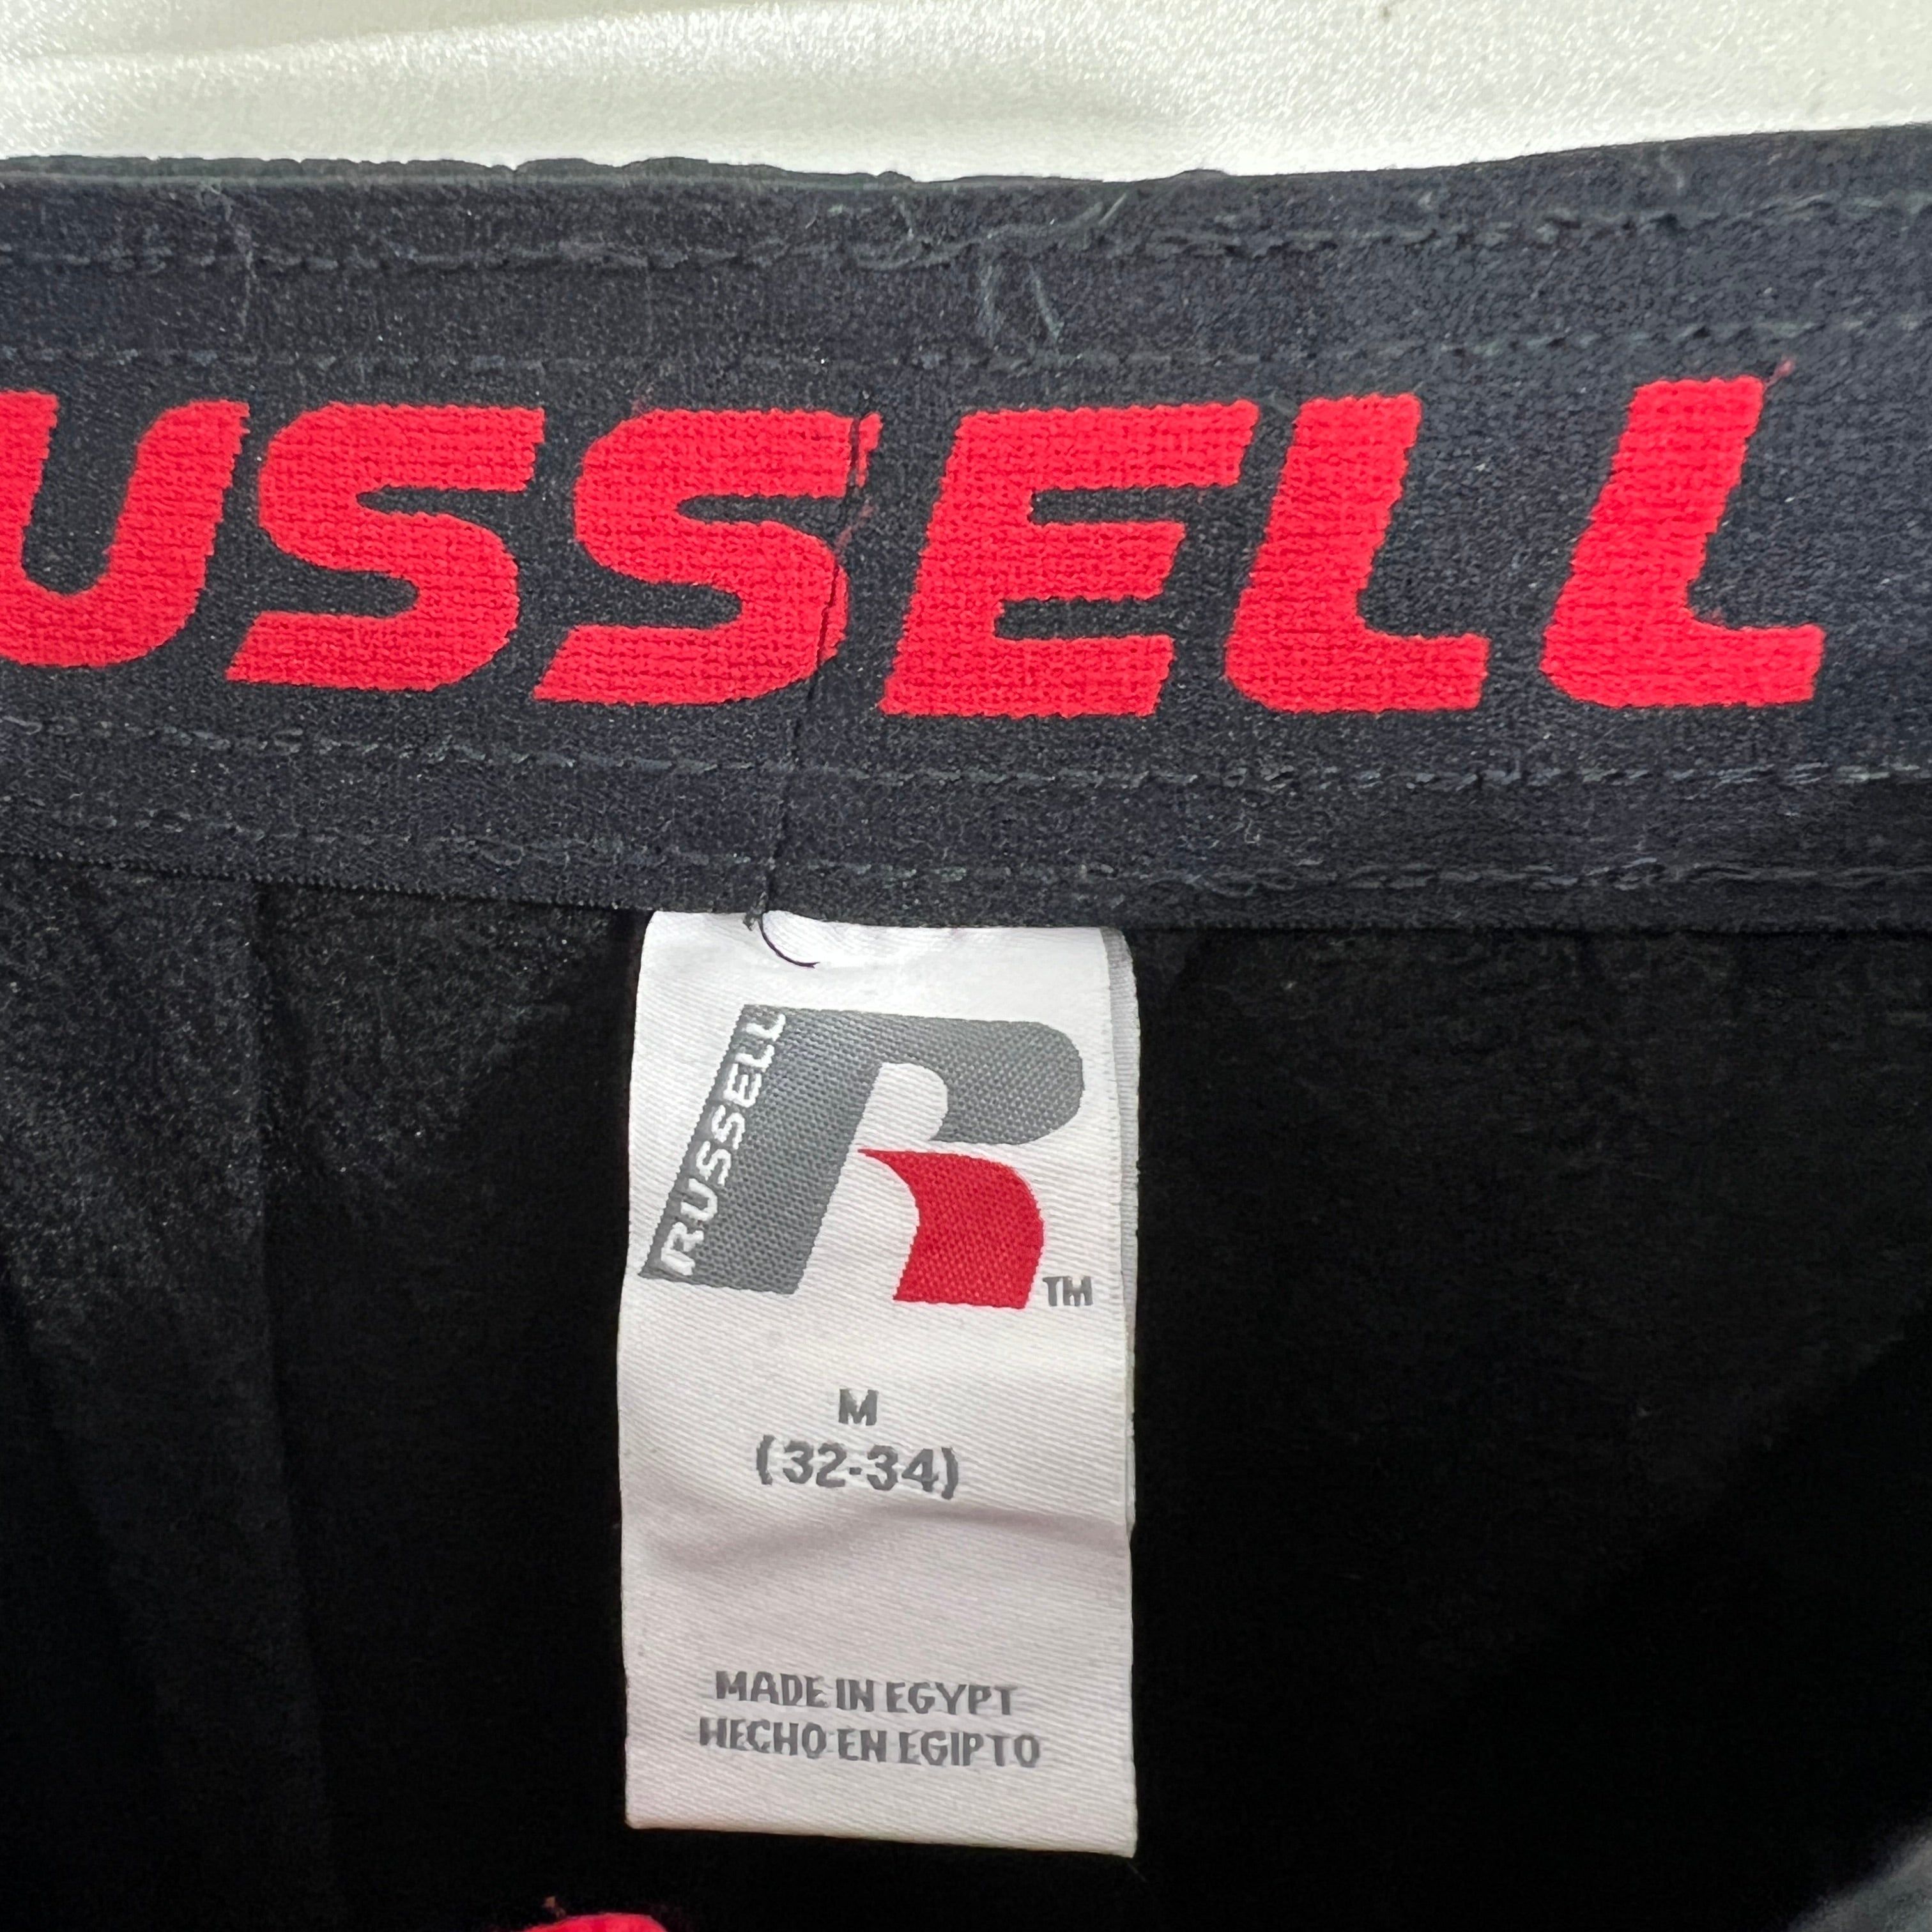 USSELL
RUSSELL
TM
M
(32-34)
MADE IN EGYPT
HECHO EN EGIPTO